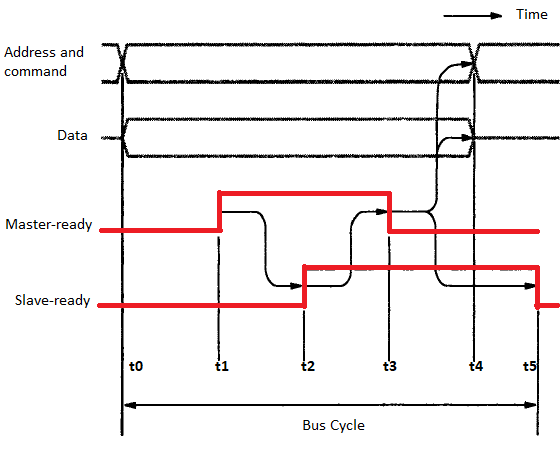 Time
Address and
command
Data
Master-ready
Slave-ready
t0 t1 t2 t3 t4 t5
Bus Cycle